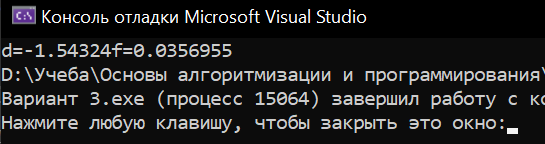 Консоль отладки Microsoft Visual Studio
d=-1.54324f=0.0356955
D:\Учеба\Основы алгоритмизации и программирования\
Вариант 3.exe (процесс 15064) завершил работу с
Нажмите любую клавишу, чтобы закрыть это окно: